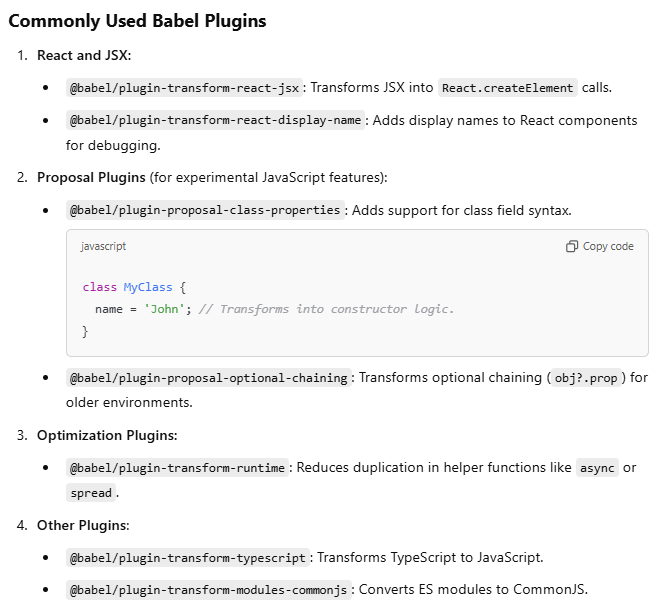 Commonly Used Babel Plugins
1. React and JSX:
• @babel/plugin-transform-react-jsx: Transforms JSX into React.createElement calls.
• @babel/plugin-transform-react-display-name: Adds display names to React components
for debugging.
2. Proposal Plugins (for experimental JavaScript features):
• @babel/plugin-proposal-class-properties: Adds support for class field syntax.
javascript Copy code
class MyClass {
name = 'John'; // Transforms into constructor logic.
}
• @babel/plugin-proposal-optional-chaining: Transforms optional chaining (obj?.prop) for
older environments.
3. Optimization Plugins:
• @babel/plugin-transform-runtime: Reduces duplication in helper functions like async or
spread.
4. Other Plugins:
• @babel/plugin-transform-typescript: Transforms TypeScript to JavaScript.
• @babel/plugin-transform-modules-commonjs: Converts ES modules to CommonJS.